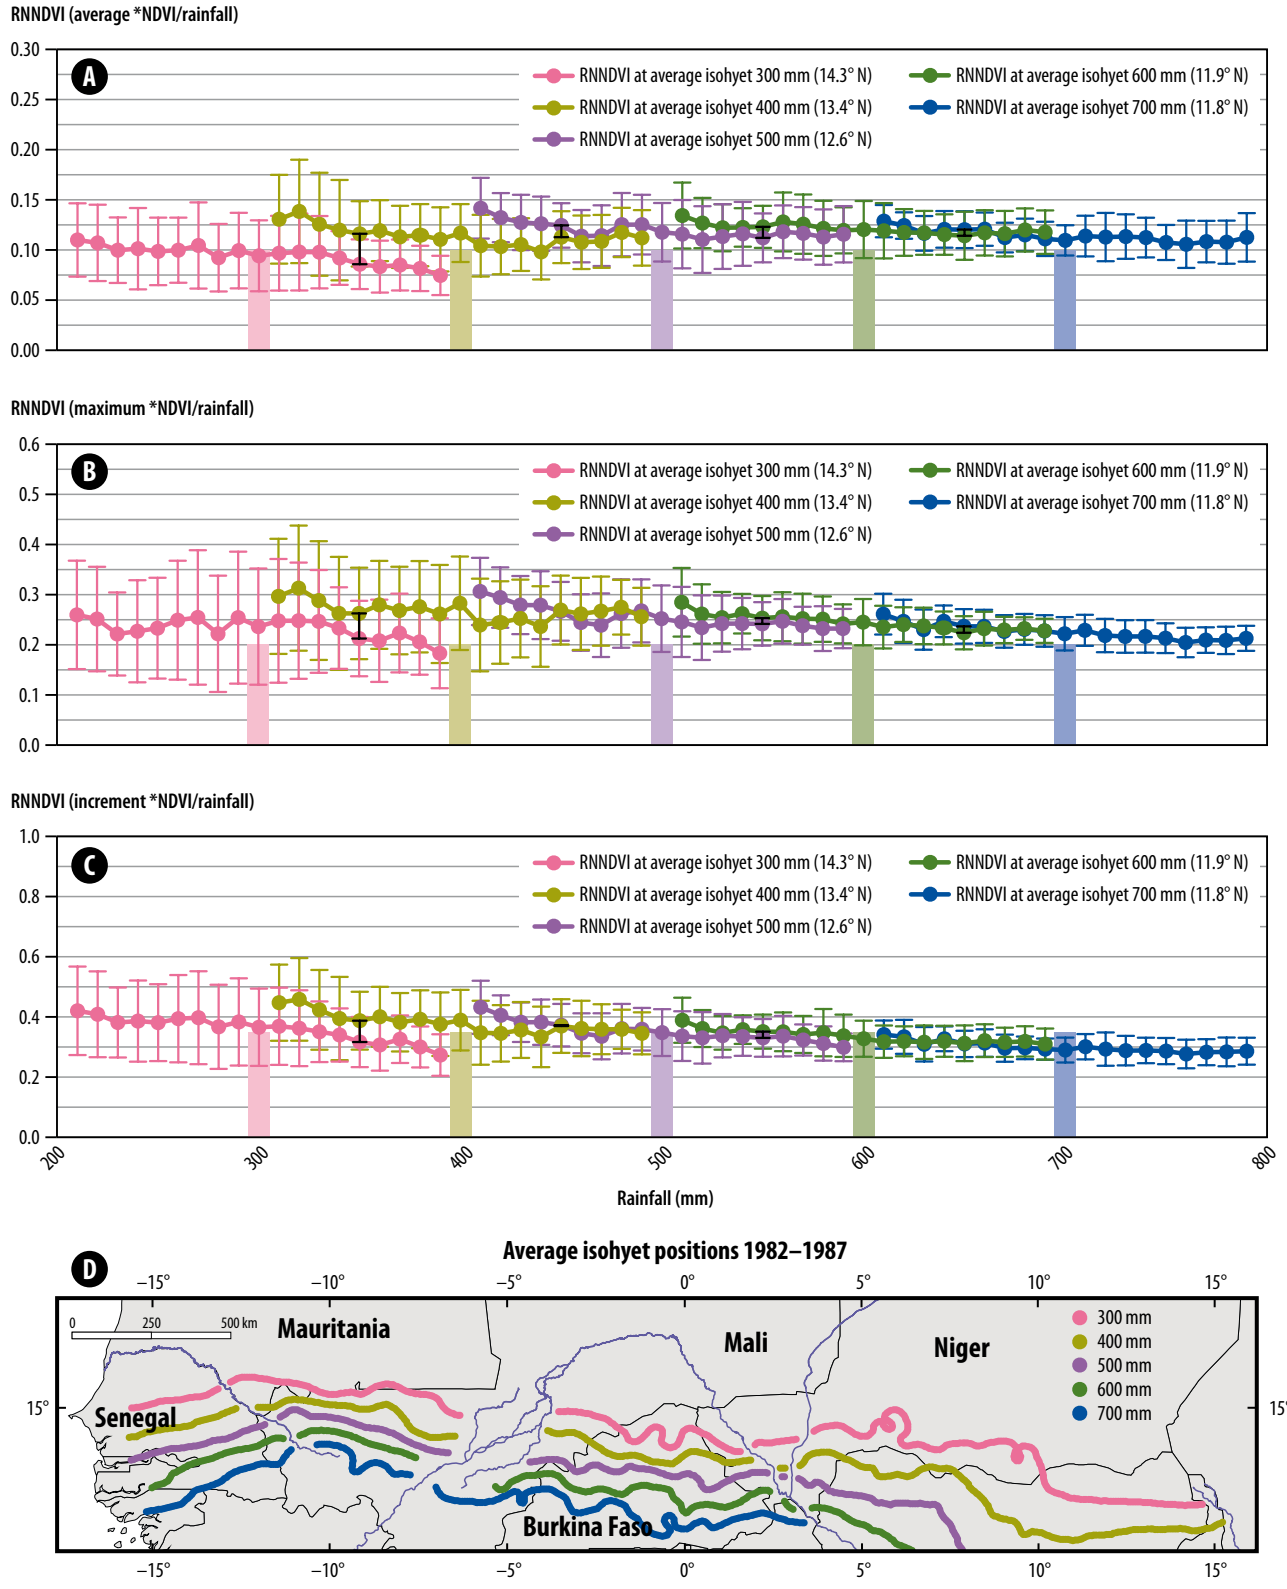 RNNDVI (average *NDVI/rainfall)
0.30
0.25
0.20
0.15
0.10
0.05
0.00
A
RNNDVI at average isohyet 300 mm (14.3° N)
RNNDVI at average isohyet 400 mm (13.4° N)
RNNDVI at average isohyet 500 mm (12.6° N)
RNNDVI at average isohyet 600 mm (11.9° N)
RNNDVI at average isohyet 700 mm (11.8° N)
RNNDVI (maximum *NDVI/rainfall)
0.6
0.5
0.4
0.3
0.2
0.1
0.0
B
RNNDVI at average isohyet 300 mm (14.3° N)
RNNDVI at average isohyet 400 mm (13.4° N)
RNNDVI at average isohyet 500 mm (12.6° N)
RNNDVI at average isohyet 600 mm (11.9° N)
RNNDVI at average isohyet 700 mm (11.8° N)
RNNDVI (increment *NDVI/rainfall)
1.0
0.8
0.6
0.4
0.2
0.0
C
RNNDVI at average isohyet 300 mm (14.3° N)
RNNDVI at average isohyet 400 mm (13.4° N)
RNNDVI at average isohyet 500 mm (12.6° N)
RNNDVI at average isohyet 600 mm (11.9° N)
RNNDVI at average isohyet 700 mm (11.8° N)
200 300 400 500 600 700 800
Rainfall (mm)
D
Average isohyet positions 1982–1987
−15° −10° −5° 0° 5° 10° 15°
0 250 500 km
Mauritania
Mali
Niger
300 mm
400 mm
500 mm
600 mm
700 mm
15°
15°
Senegal
Burkina Faso
−15° −10° −5° 0° 5° 10° 15°